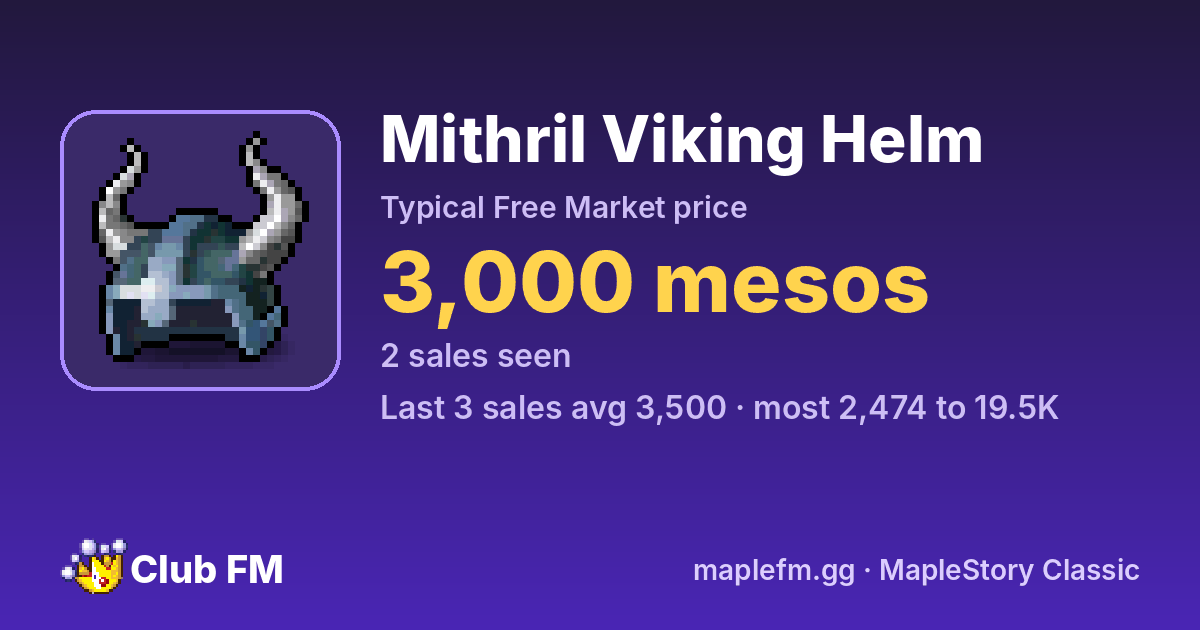 Mithril Viking Helm
Typical Free Market price
3,000 mesos
2 sales seen
Last 3 sales avg 3,500 · most 2,474 to 19.5K
Club FM
maplefm.gg · MapleStory Classic